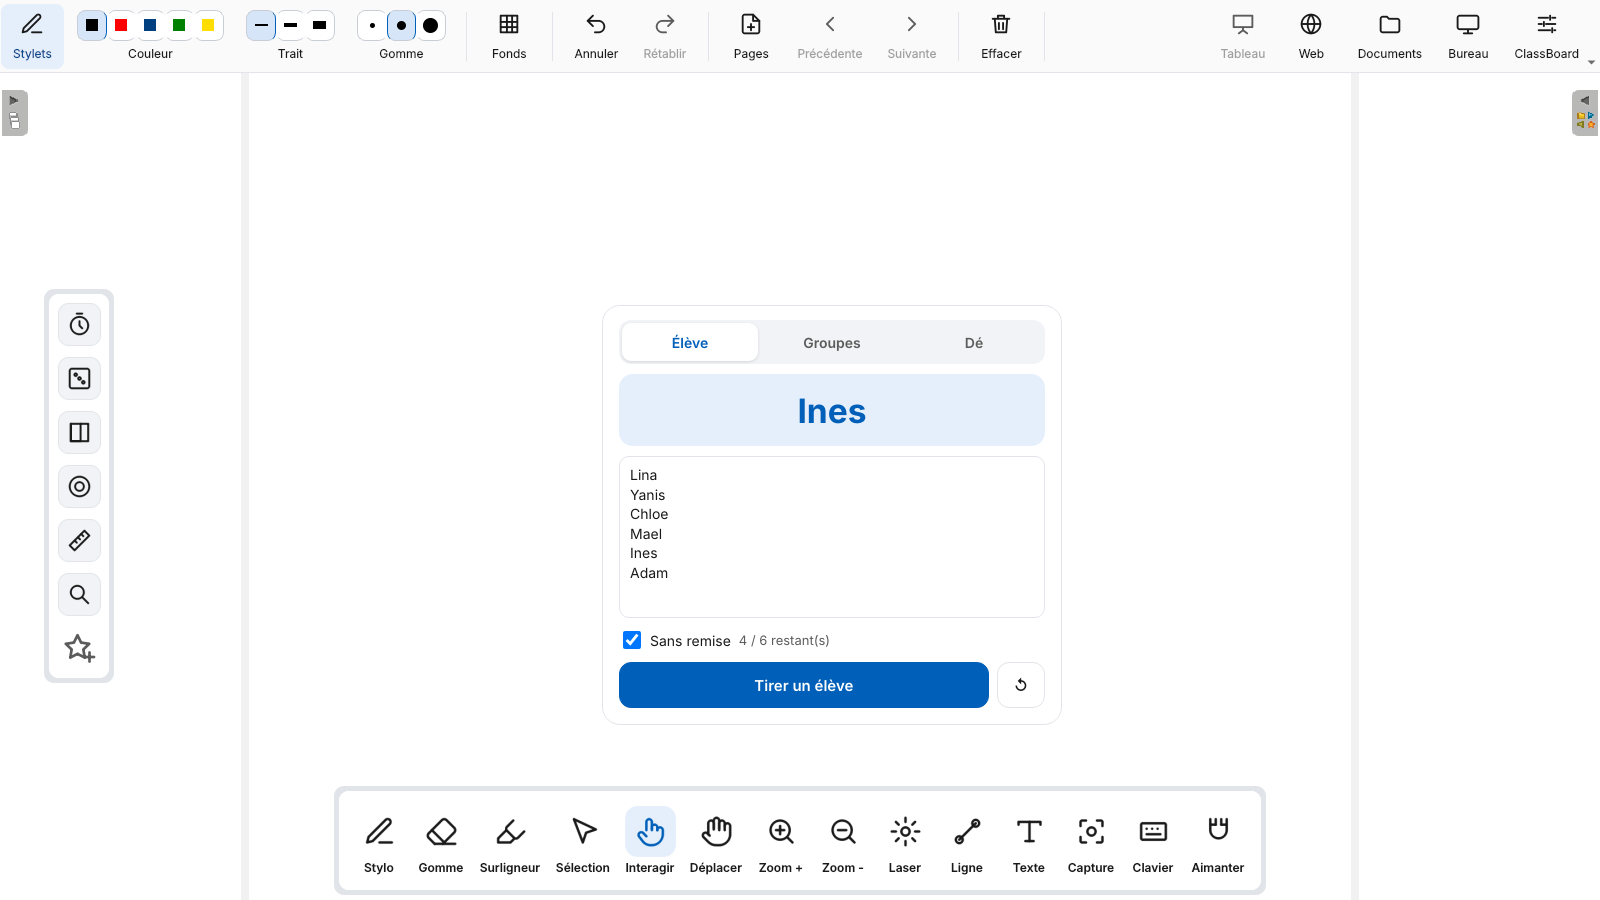 Stylets
Couleur
Trait
Gomme
Fonds
Annuler
Rétablir
Pages
Précédente
Suivante
Effacer
Tableau
Web
Documents
Bureau
ClassBoard
Élève
Groupes
Dé
Ines
Lina
Yanis
Chloe
Mael
Ines
Adam
Sans remise 4 / 6 restant(s)
Tirer un élève
Stylo
Gomme
Surligneur
Sélection
Interagir
Déplacer
Zoom +
Zoom -
Laser
Ligne
Texte
Capture
Clavier
Aimanter